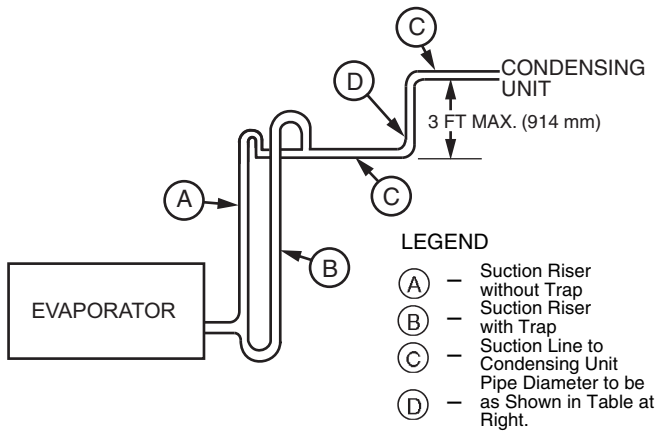 C
CONDENSING
UNIT
D
3 FT MAX. (914 mm)
A
C
B
LEGEND
EVAPORATOR
A – Suction Riser
without Trap
B – Suction Riser
with Trap
C – Suction Line to
Condensing Unit
D – Pipe Diameter to be
as Shown in Table at
Right.